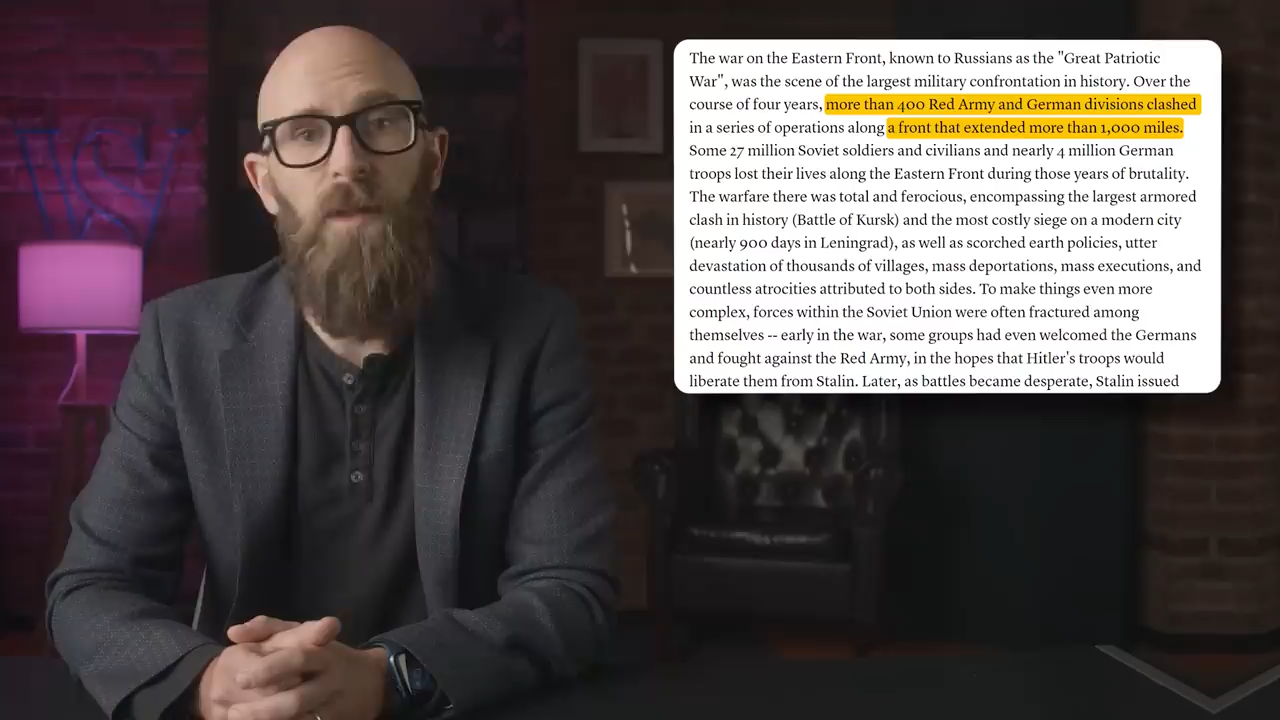 The war on the Eastern Front, known to Russians as the "Great Patriotic
War", was the scene of the largest military confrontation in history. Over the
course of four years, more than 400 Red Army and German divisions clashed
in a series of operations along a front that extended more than 1,000 miles.
Some 27 million Soviet soldiers and civilians and nearly 4 million German
troops lost their lives along the Eastern Front during those years of brutality.
The warfare there was total and ferocious, encompassing the largest armored
clash in history (Battle of Kursk) and the most costly siege on a modern city
(nearly 900 days in Leningrad), as well as scorched earth policies, utter
devastation of thousands of villages, mass deportations, mass executions, and
countless atrocities attributed to both sides. To make things even more
complex, forces within the Soviet Union were often fractured among
themselves -- early in the war, some groups had even welcomed the Germans
and fought against the Red Army, in the hopes that Hitler's troops would
liberate them from Stalin. Later, as battles became desperate, Stalin issued